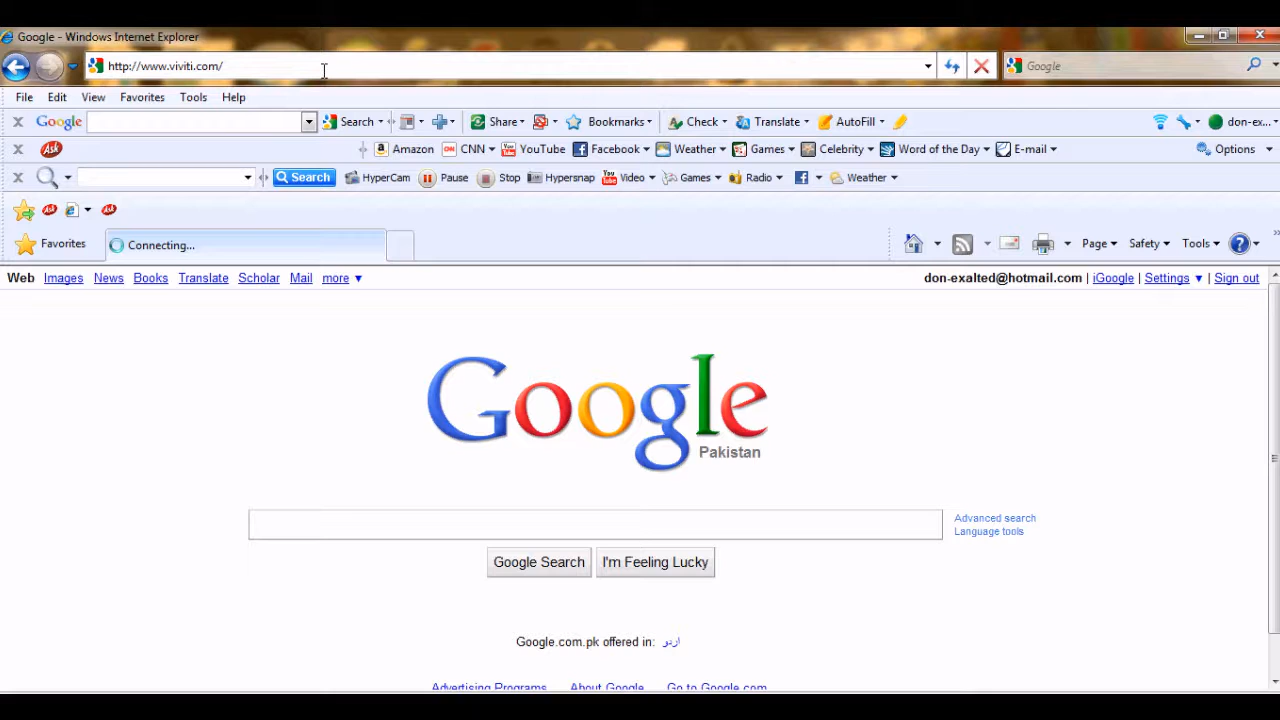 Google - Windows Internet Explorer
http://www.viviti.com/
Google
File Edit View Favorites Tools Help
Google Search Share Bookmarks Check Translate AutoFill don-ex...
Ask Amazon CNN YouTube Facebook Weather Games Celebrity Word of the Day E-mail Options
Search HyperCam Pause Stop Hypersnap Video Games Radio Weather
Favorites Connecting... Page Safety Tools
Web Images News Books Translate Scholar Mail more don-exalted@hotmail.com | iGoogle | Settings | Sign out
Google
Pakistan
Advanced search
Language tools
Google Search I'm Feeling Lucky
Google.com.pk offered in: اردو
Advertising Programs About Google Go to Google.com